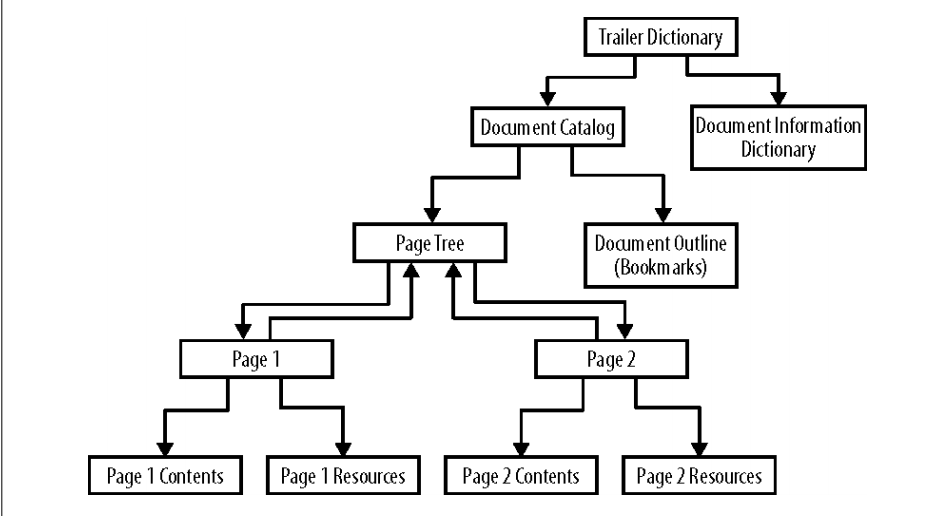 Trailer Dictionary
Document Catalog
Document Information
Dictionary
Page Tree
Document Outline
(Bookmarks)
Page 1
Page 2
Page 1 Contents
Page 1 Resources
Page 2 Contents
Page 2 Resources